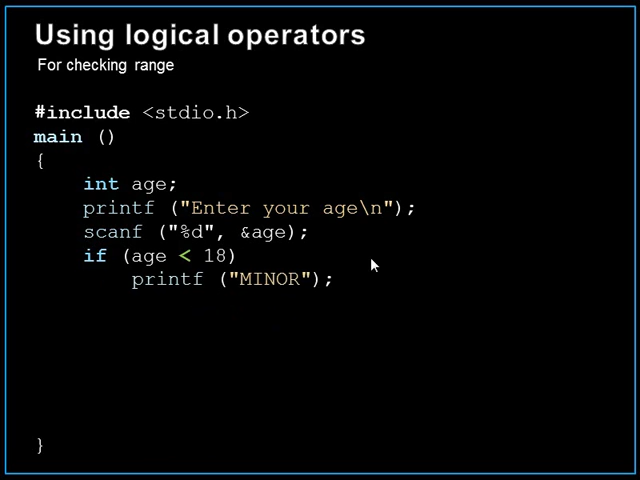 Using logical operators
For checking range
#include <stdio.h>
main ()
{
int age;
printf ("Enter your age\n");
scanf ("%d", &age);
if (age < 18)
printf ("MINOR");
}